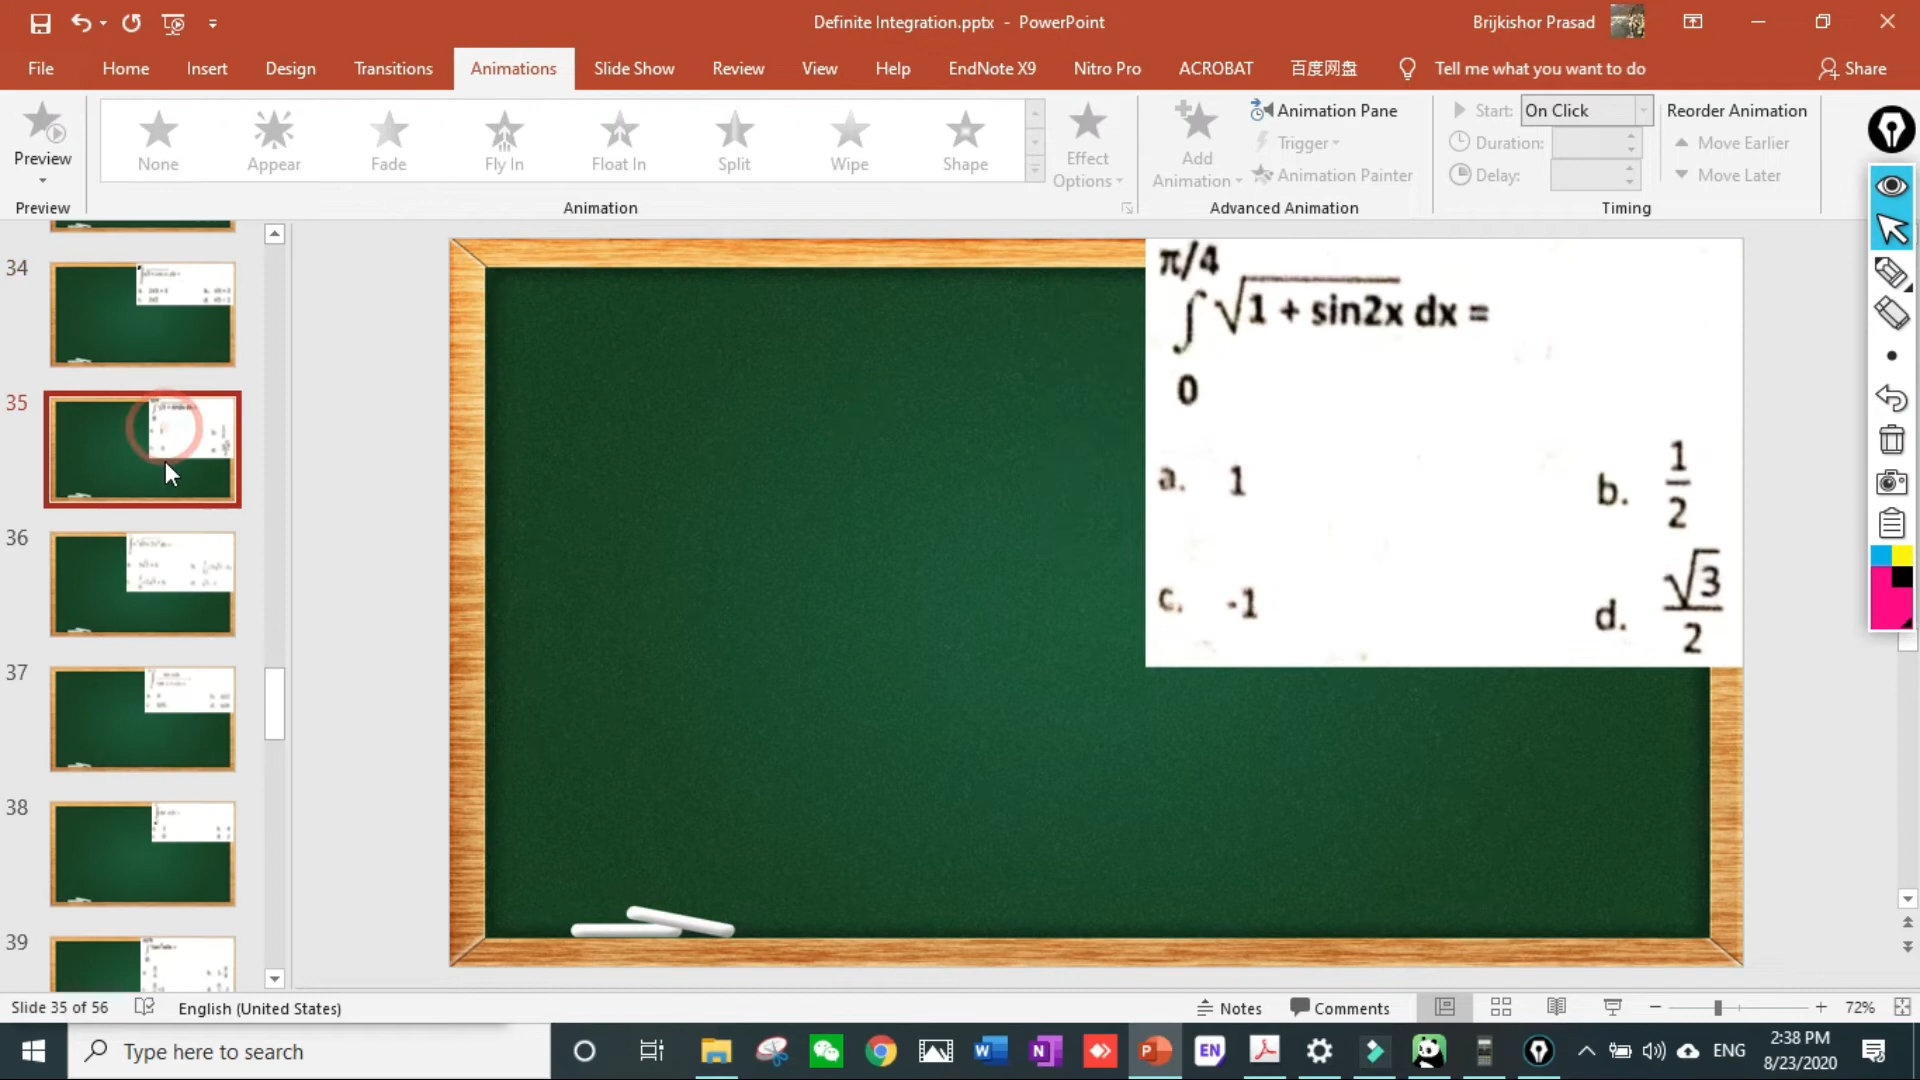 Definite Integration.pptx - PowerPoint
Brijkishor Prasad
File Home Insert Design Transitions Animations Slide Show Review View Help EndNote X9 Nitro Pro ACROBAT 百度网盘 Tell me what you want to do Share
Preview
None Appear Fade Fly In Float In Split Wipe Shape
Effect Options
Add Animation
Animation Pane
Trigger
Animation Painter
Start: On Click
Duration:
Delay:
Reorder Animation
Move Earlier
Move Later
Preview Animation Advanced Animation Timing
34
35
36
37
38
39
π/4
∫ √1 + sin2x dx =
0
a. 1
b. 1/2
c. -1
d. √3/2
Slide 35 of 56 English (United States) Notes Comments 72%
Type here to search
EN
ENG
2:38 PM
8/23/2020